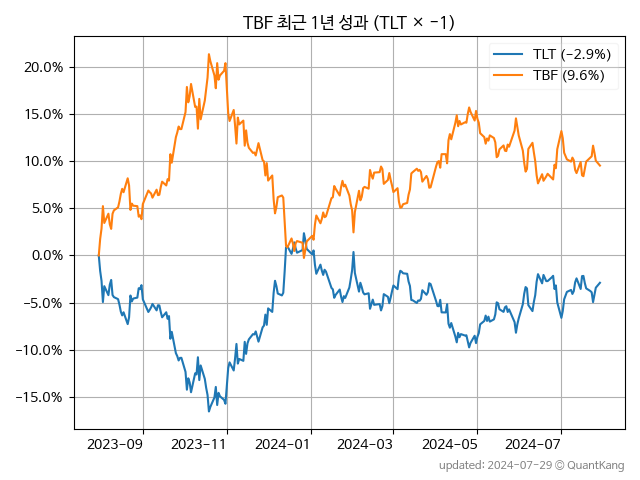 TBF 최근 1년 성과 (TLT × -1)
TLT (-2.9%)
TBF (9.6%)
20.0%
15.0%
10.0%
5.0%
0.0%
-5.0%
-10.0%
-15.0%
2023-09 2023-11 2024-01 2024-03 2024-05 2024-07
updated: 2024-07-29 © QuantKang